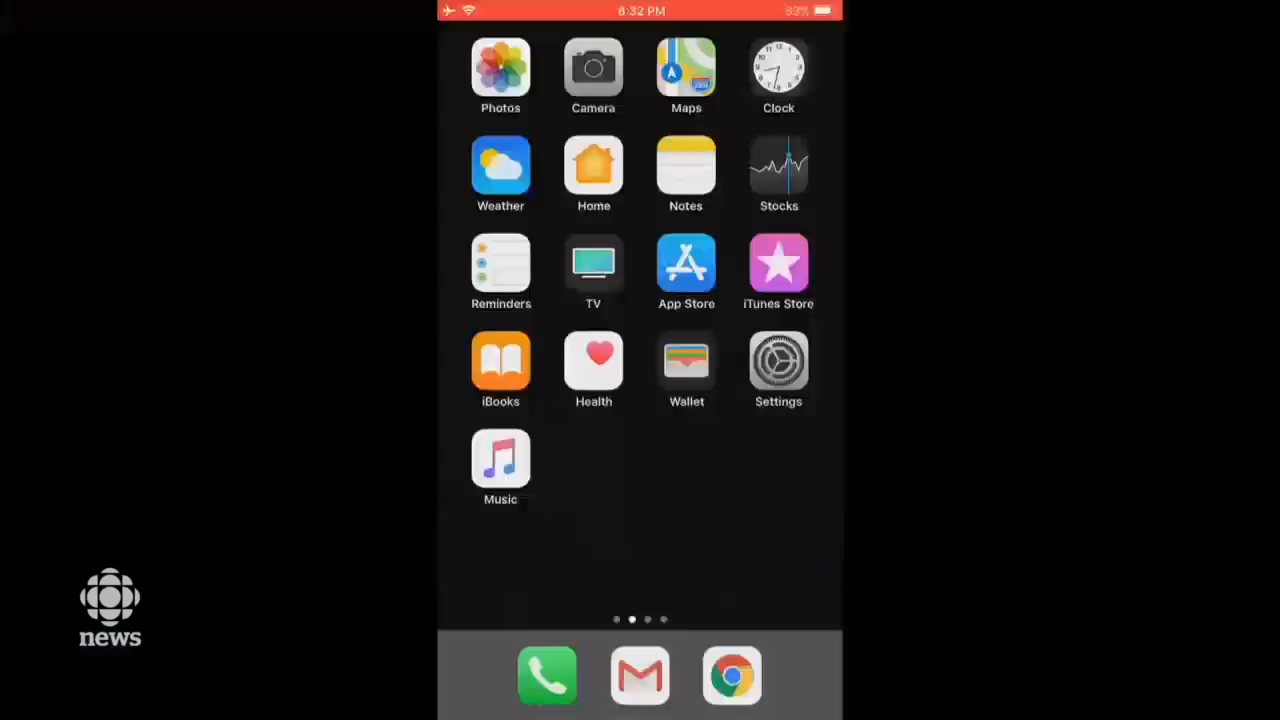 8:32 PM 93%
Photos Camera Maps Clock
Weather Home Notes Stocks
Reminders TV App Store iTunes Store
iBooks Health Wallet Settings
Music
news